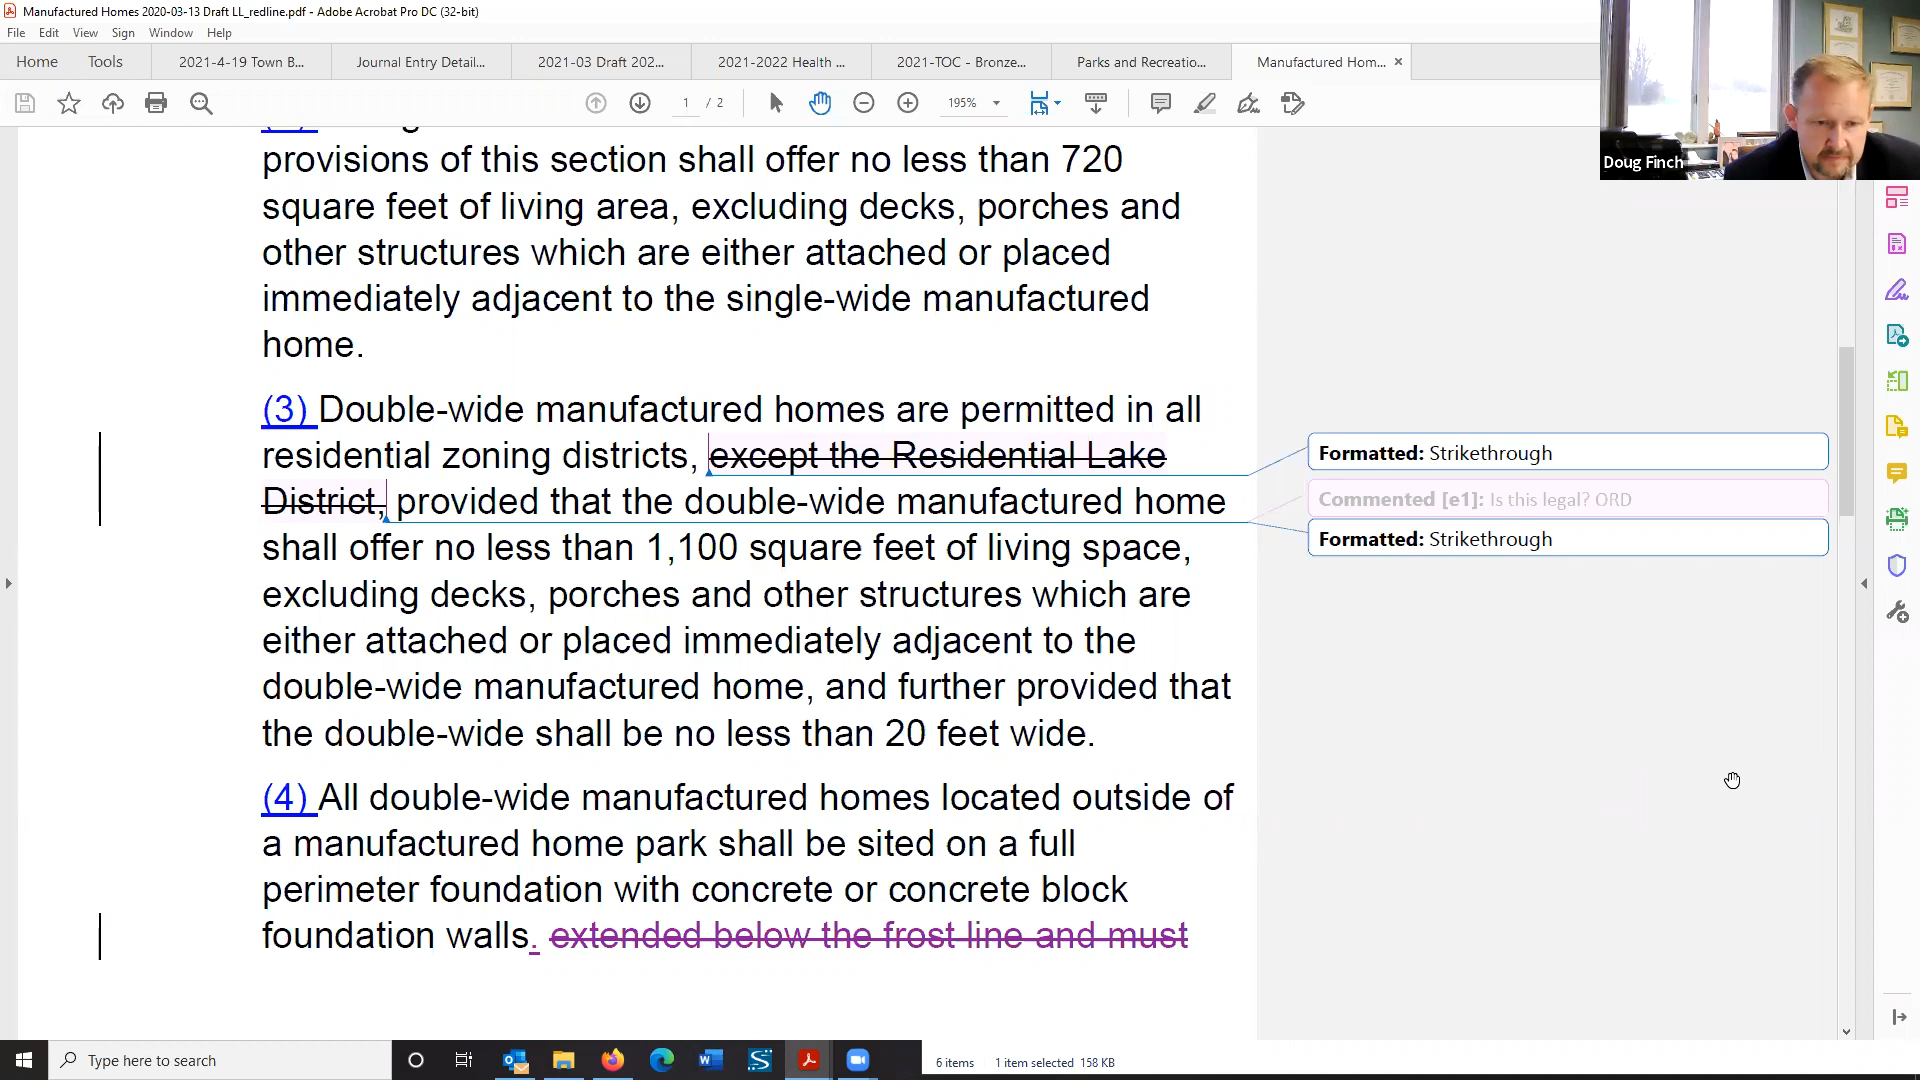 Manufactured Homes 2020-03-13 Draft LL_redline.pdf - Adobe Acrobat Pro DC (32-bit)
File Edit View Sign Window Help
Home Tools 2021-4-19 Town B... Journal Entry Detail... 2021-03 Draft 202... 2021-2022 Health ... 2021-TOC - Bronze... Parks and Recreatio... Manufactured Hom... ×
1 / 2 195%
Doug Finch
provisions of this section shall offer no less than 720
square feet of living area, excluding decks, porches and
other structures which are either attached or placed
immediately adjacent to the single-wide manufactured
home.
(3) Double-wide manufactured homes are permitted in all
residential zoning districts, except the Residential Lake
District, provided that the double-wide manufactured home
shall offer no less than 1,100 square feet of living space,
excluding decks, porches and other structures which are
either attached or placed immediately adjacent to the
double-wide manufactured home, and further provided that
the double-wide shall be no less than 20 feet wide.
(4) All double-wide manufactured homes located outside of
a manufactured home park shall be sited on a full
perimeter foundation with concrete or concrete block
foundation walls. extended below the frost line and must
Formatted: Strikethrough
Commented [e1]: Is this legal? ORD
Formatted: Strikethrough
Type here to search
6 items 1 item selected 158 KB